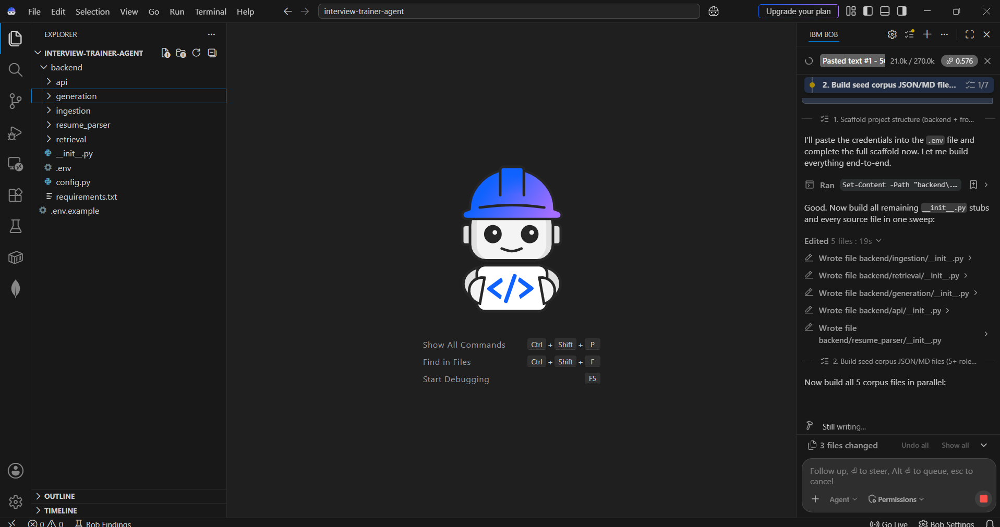 File Edit Selection View Go Run Terminal Help
interview-trainer-agent
Upgrade your plan
EXPLORER
INTERVIEW-TRAINER-AGENT
backend
api
generation
ingestion
resume_parser
retrieval
__init__.py
.env
config.py
requirements.txt
.env.example
OUTLINE
TIMELINE
</>
Show All Commands Ctrl + Shift + P
Find in Files Ctrl + Shift + F
Start Debugging F5
IBM BOB
Pasted text #1 - 5 21.0k / 270.0k 0.576
2. Build seed corpus JSON/MD file... 1/7
1. Scaffold project structure (backend + fro...
I'll paste the credentials into the .env file and
complete the full scaffold now. Let me build
everything end-to-end.
Ran Set-Content -Path "backend\....
Good. Now build all remaining __init__.py stubs
and every source file in one sweep:
Edited 5 files : 19s
Wrote file backend/ingestion/__init__.py
Wrote file backend/retrieval/__init__.py
Wrote file backend/generation/__init__.py
Wrote file backend/api/__init__.py
Wrote file
backend/resume_parser/__init__.py
2. Build seed corpus JSON/MD files (5+ role...
Now build all 5 corpus files in parallel:
Still writing...
3 files changed Undo all Show all
Follow up, ⏎ to steer, Alt ⏎ to queue, esc to
cancel
Agent Permissions
0 0 Bob Findings
Go Live Bob Settings